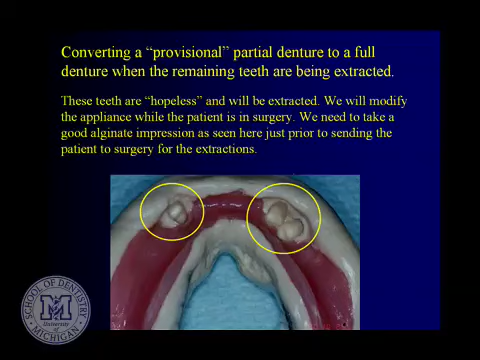 Converting a “provisional” partial denture to a full
denture when the remaining teeth are being extracted.
These teeth are “hopeless” and will be extracted. We will modify
the appliance while the patient is in surgery. We need to take a
good alginate impression as seen here just prior to sending the
patient to surgery for the extractions.
SCHOOL OF DENTISTRY
M
University
of
MICHIGAN